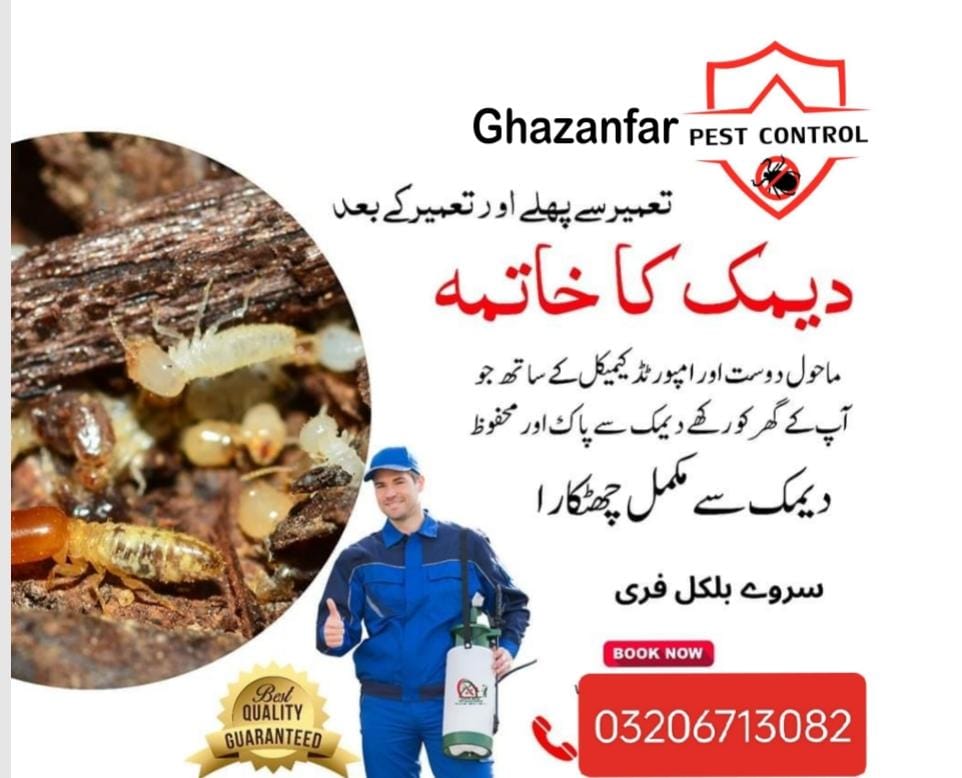 Ghazanfar
PEST CONTROL
تعمیر سے پہلے اور تعمیر کے بعد
دیمک کا خاتمہ
ماحول دوست اور امپورٹڈ کیمیکل کے ساتھ جو
آپ کے گھر کو رکھے دیمک سے پاک اور محفوظ
دیمک سے مکمل چھٹکارا
سروے بلکل فری
BOOK NOW
03206713082
Best
QUALITY
GUARANTEED